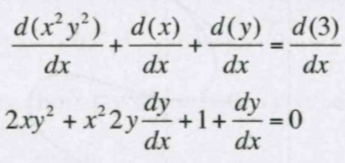 d(x²y²)/dx + d(x)/dx + d(y)/dx = d(3)/dx
2xy² + x²2y dy/dx + 1 + dy/dx = 0